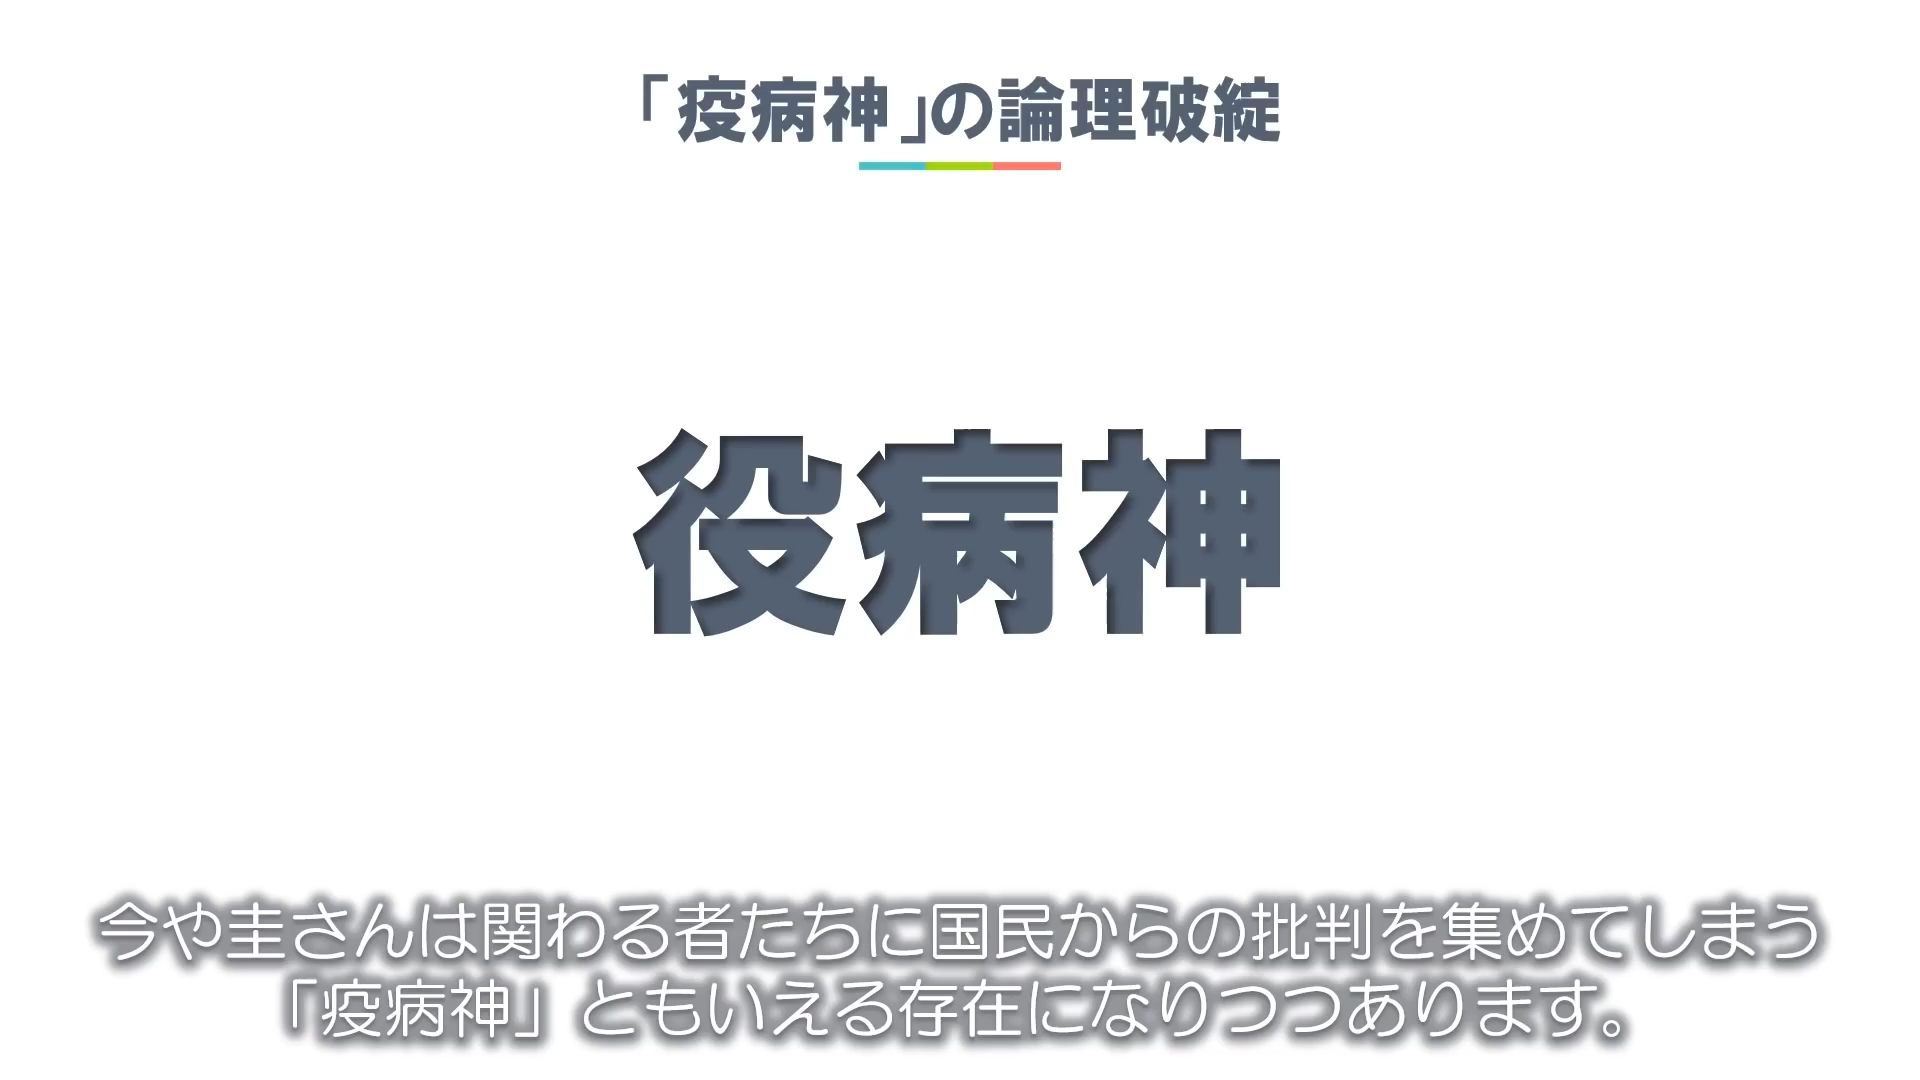 「疫病神」の論理破綻
役病神
今や圭さんは関わる者たちに国民からの批判を集めてしまう
「疫病神」ともいえる存在になりつつあります。